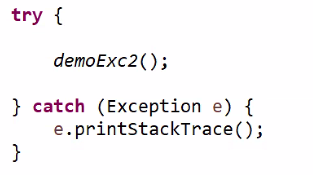 try {
demoExc2();
} catch (Exception e) {
e.printStackTrace();
}